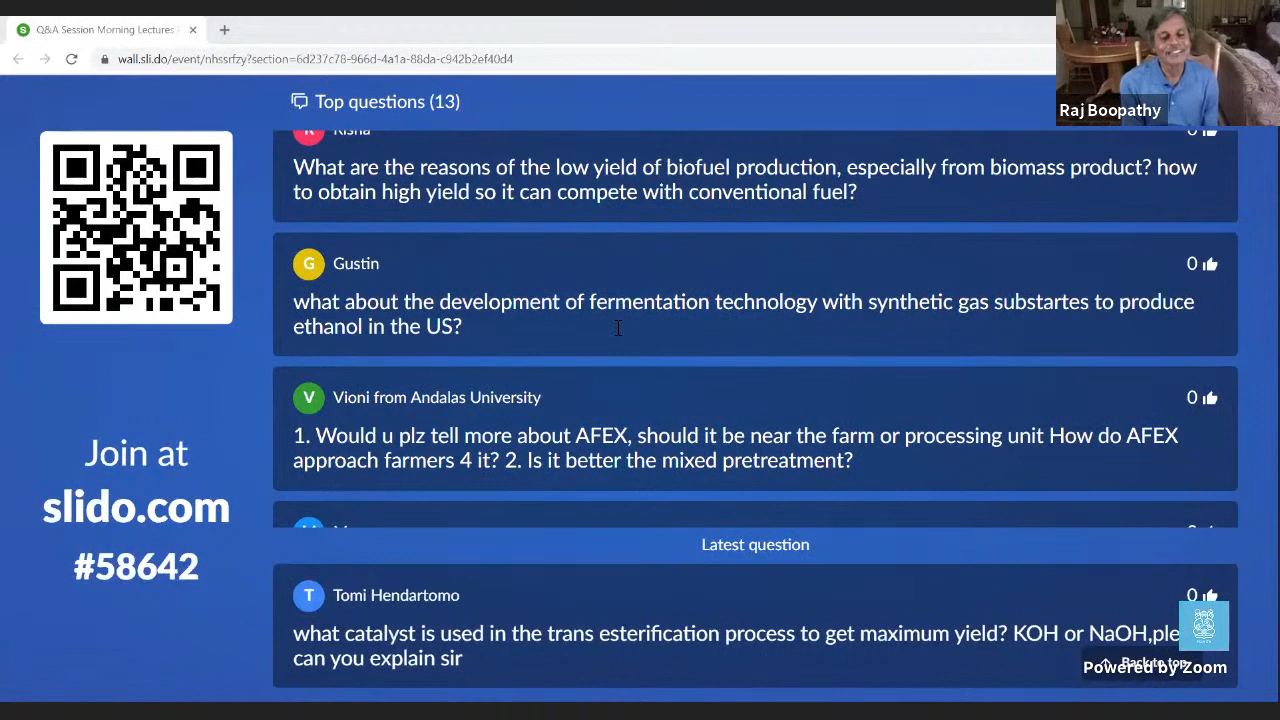 Q&A Session Morning Lectures
wall.sli.do/event/nhssrfzy?section=6d237c78-966d-4a1a-88da-c942b2ef40d4
Raj Boopathy
Top questions (13)
What are the reasons of the low yield of biofuel production, especially from biomass product? how
to obtain high yield so it can compete with conventional fuel?
G
Gustin
0
what about the development of fermentation technology with synthetic gas substartes to produce
ethanol in the US?
V
Vioni from Andalas University
0
1. Would u plz tell more about AFEX, should it be near the farm or processing unit How do AFEX
approach farmers 4 it? 2. Is it better the mixed pretreatment?
Join at
slido.com
#58642
Latest question
T
Tomi Hendartomo
0
what catalyst is used in the trans esterification process to get maximum yield? KOH or NaOH,
can you explain sir
Back to top
Powered by Zoom